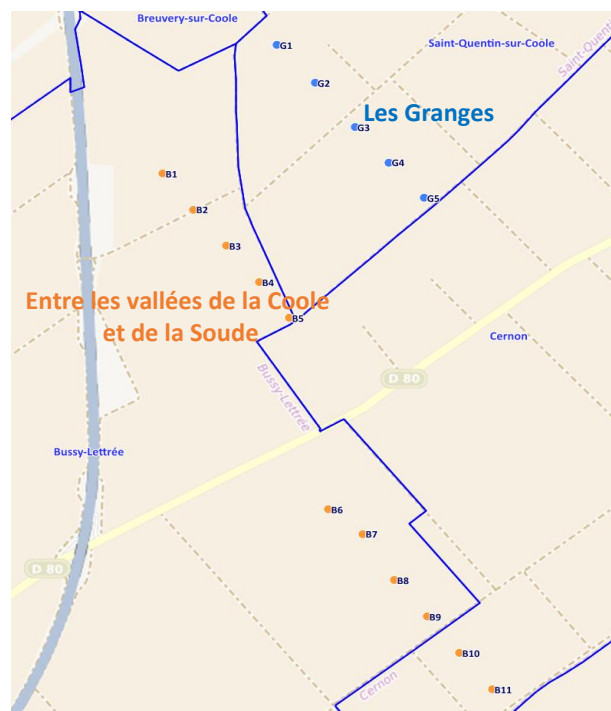 Breuvery-sur-Coole
G1
Saint-Quentin-sur-Coole
Saint-Quent
G2
Les Granges
G3
G4
B1
G5
B2
B3
B4
Entre les vallées de la Coole
et de la Soude
B5
Cernon
Bussy-Lettrée
D 80
Bussy-Lettrée
B6
B7
D 80
B8
B9
B10
Cernon
B11